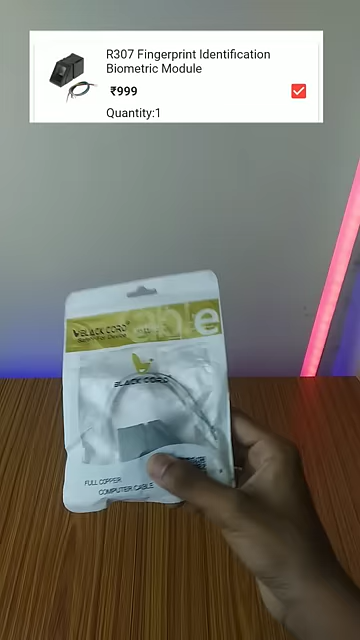 R307 Fingerprint Identification
Biometric Module
₹999
Quantity:1
BLACK CORD
BLACK CORD
FULL COPPER
COMPUTER CABLE